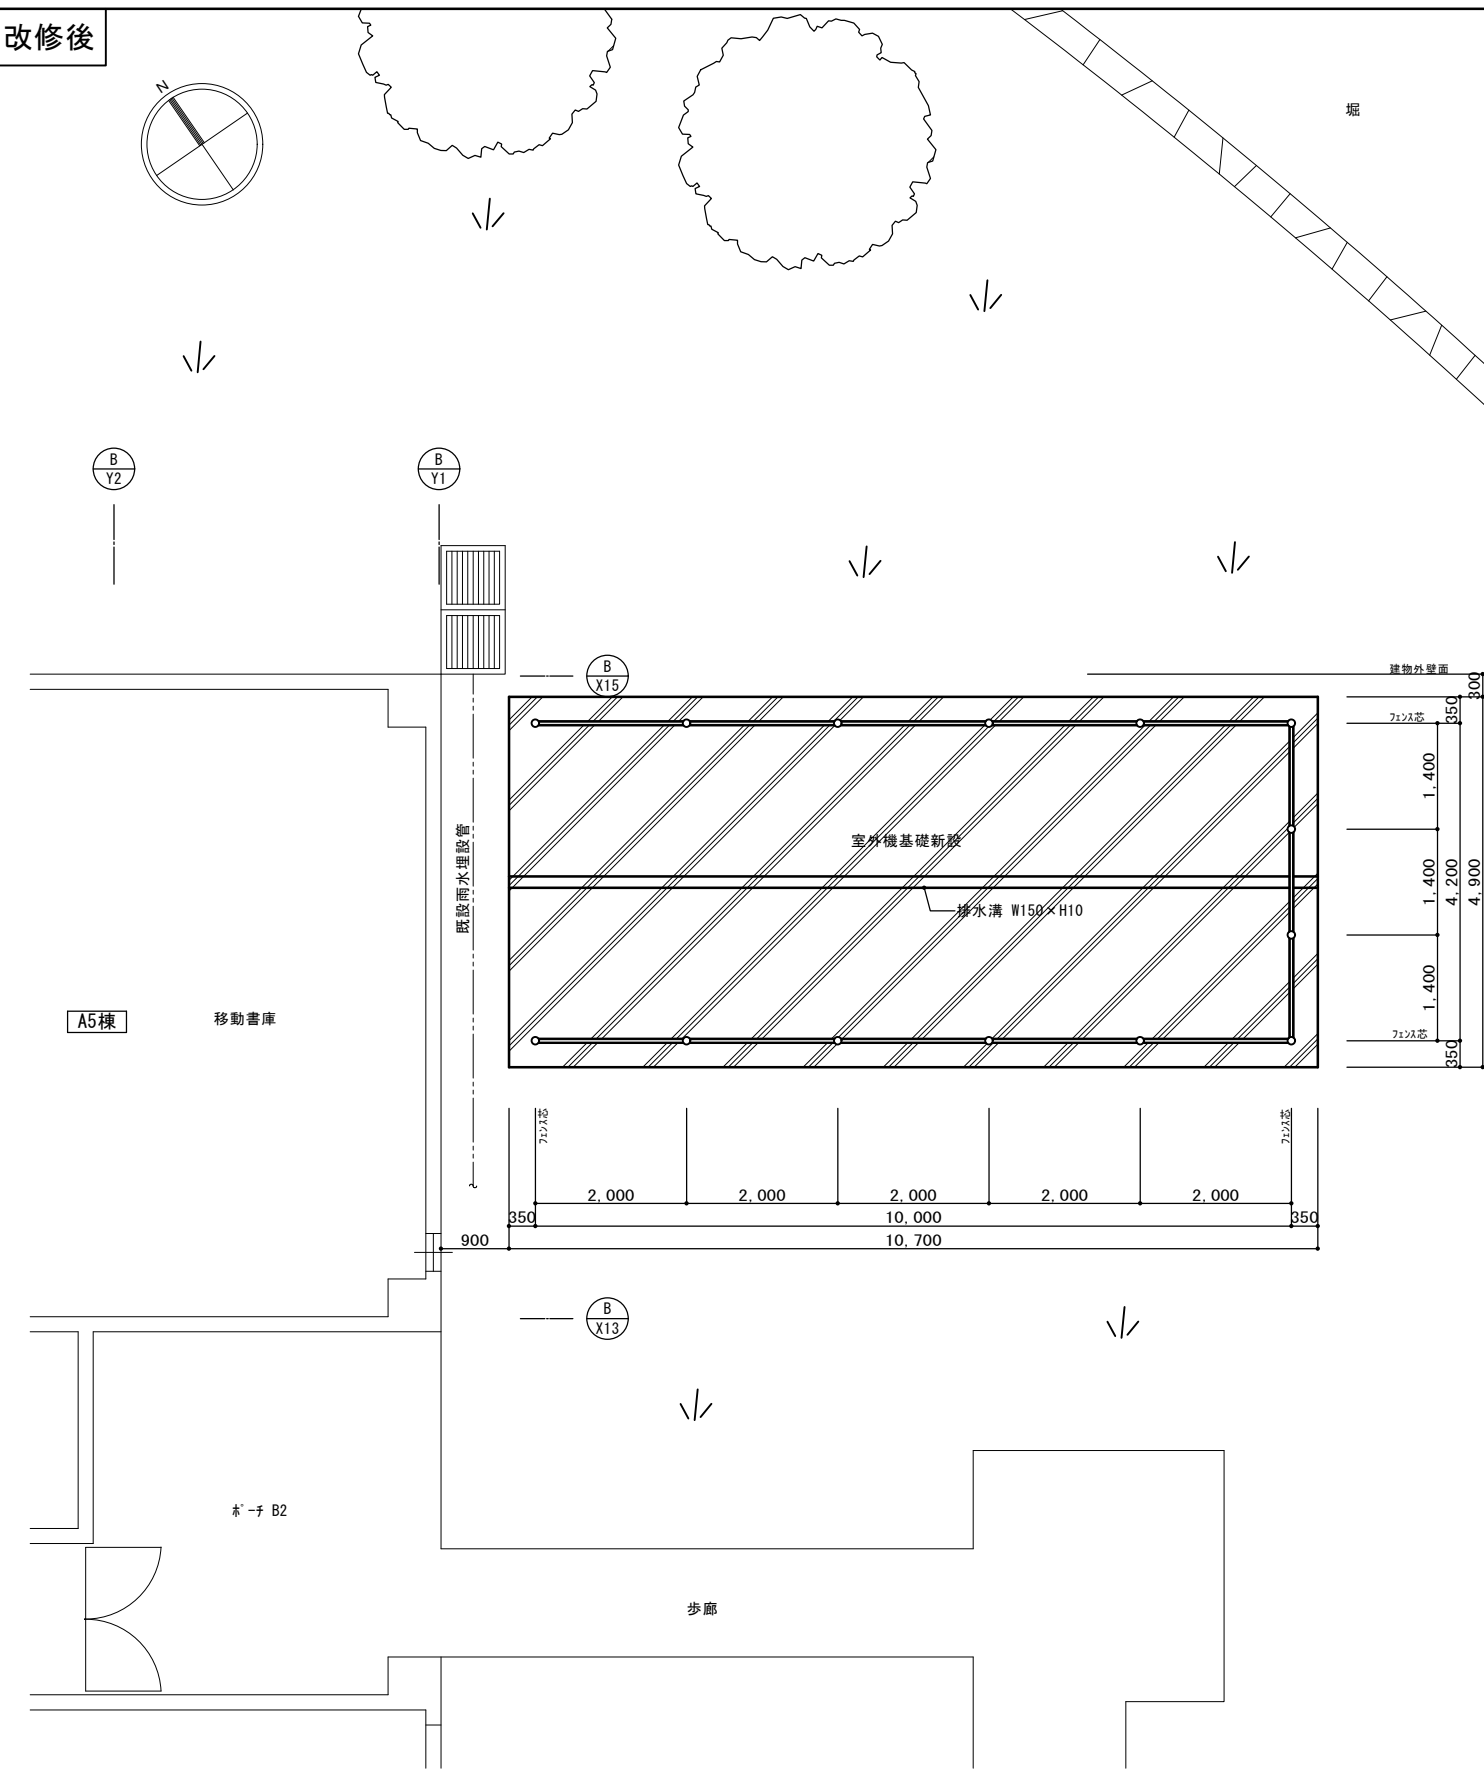 改修後
N
堀
B
Y2
B
Y1
B
X15
建物外壁面
300
350
フェンス芯
1,400
室外機基礎新設
既設雨水埋設管
1,400
4,200
4,900
排水溝 W150×H10
1,400
A5棟
移動書庫
フェンス芯
350
フェンス芯
フェンス芯
2,000
2,000
2,000
2,000
2,000
350
10,000
350
900
10,700
B
X13
ポーチ B2
歩廊